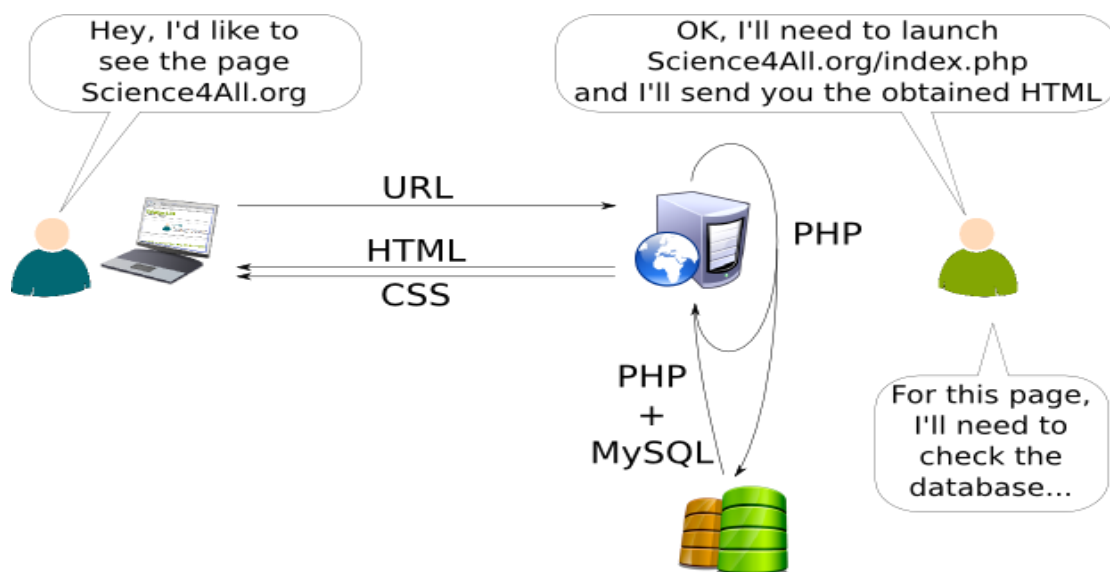 Hey, I'd like to
see the page
Science4All.org
OK, I'll need to launch
Science4All.org/index.php
and I'll send you the obtained HTML
URL
HTML
CSS
PHP
PHP
+
MySQL
For this page,
I'll need to
check the
database...